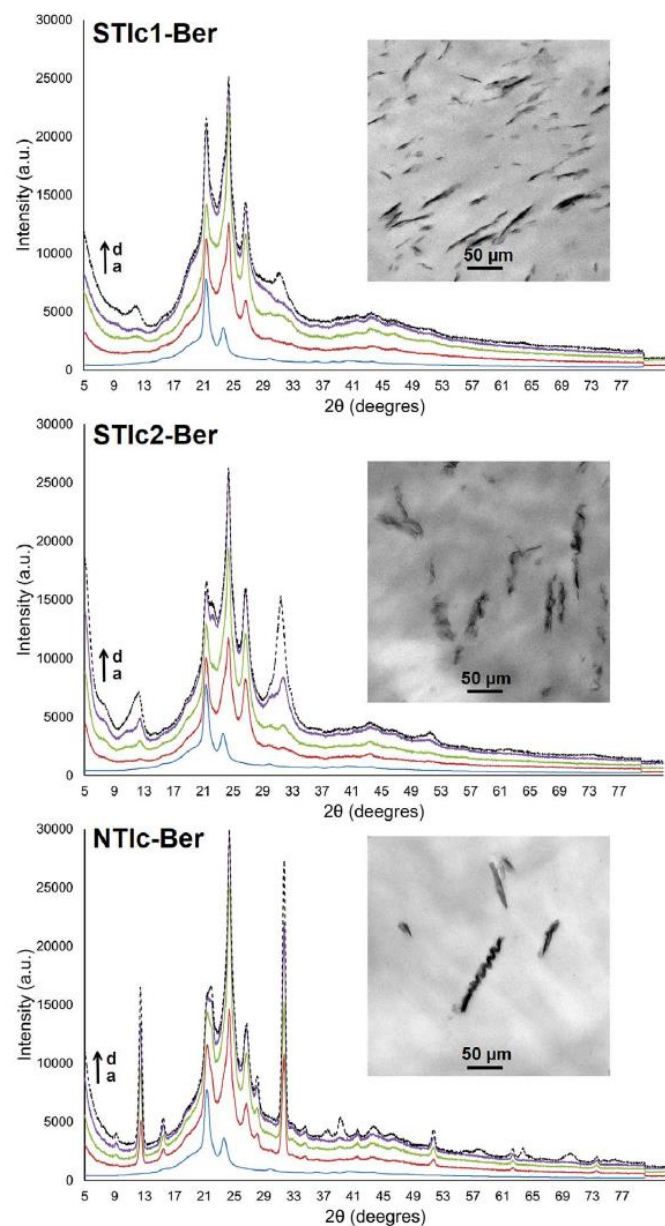 STIc1-Ber
30000
25000
20000
15000
10000
5000
0
Intensity (a.u.)
d
a
50 µm
5 9 13 17 21 25 29 33 37 41 45 49 53 57 61 65 69 73 77
2θ (deegres)
STIc2-Ber
30000
25000
20000
15000
10000
5000
0
Intensity (a.u.)
d
a
50 µm
5 9 13 17 21 25 29 33 37 41 45 49 53 57 61 65 69 73 77
2θ (deegres)
NTIc-Ber
30000
25000
20000
15000
10000
5000
0
Intensity (a.u.)
d
a
50 µm
5 9 13 17 21 25 29 33 37 41 45 49 53 57 61 65 69 73 77
2θ (deegres)